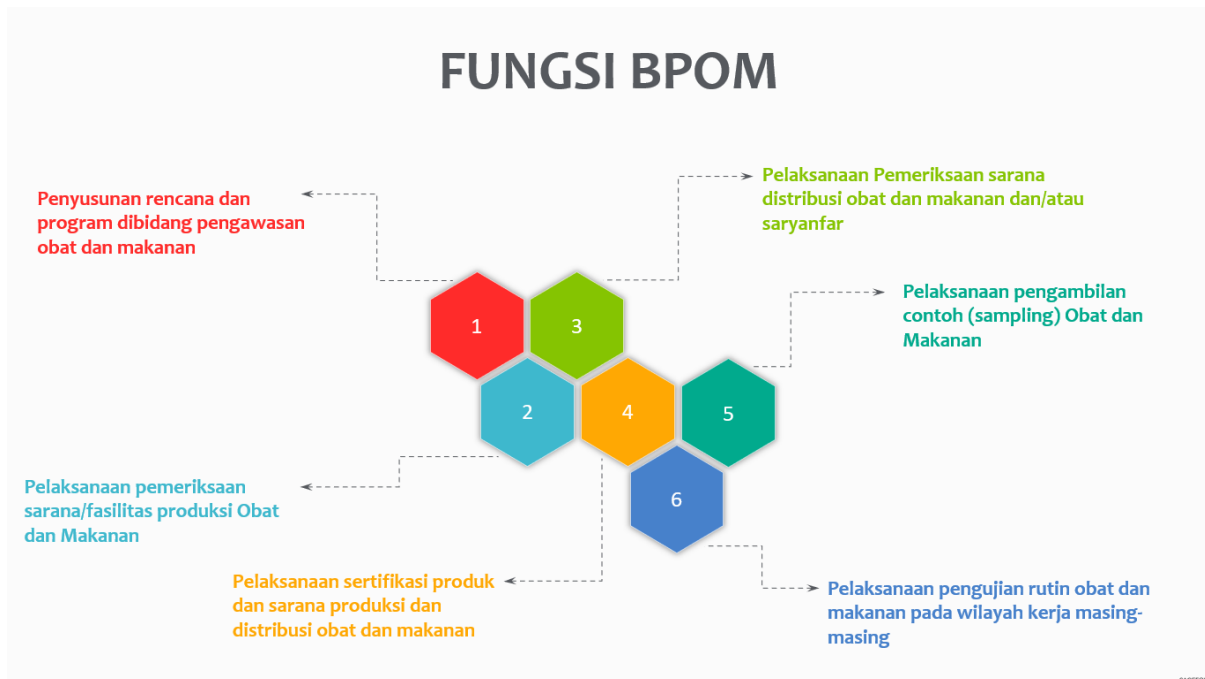 FUNGSI BPOM
Penyusunan rencana dan
program dibidang pengawasan
obat dan makanan
Pelaksanaan Pemeriksaan sarana
distribusi obat dan makanan dan/atau
saryanfar
Pelaksanaan pengambilan
contoh (sampling) Obat dan
Makanan
1
3
2
4
5
6
Pelaksanaan pemeriksaan
sarana/fasilitas produksi Obat
dan Makanan
Pelaksanaan sertifikasi produk
dan sarana produksi dan
distribusi obat dan makanan
Pelaksanaan pengujian rutin obat dan
makanan pada wilayah kerja masing-
masing